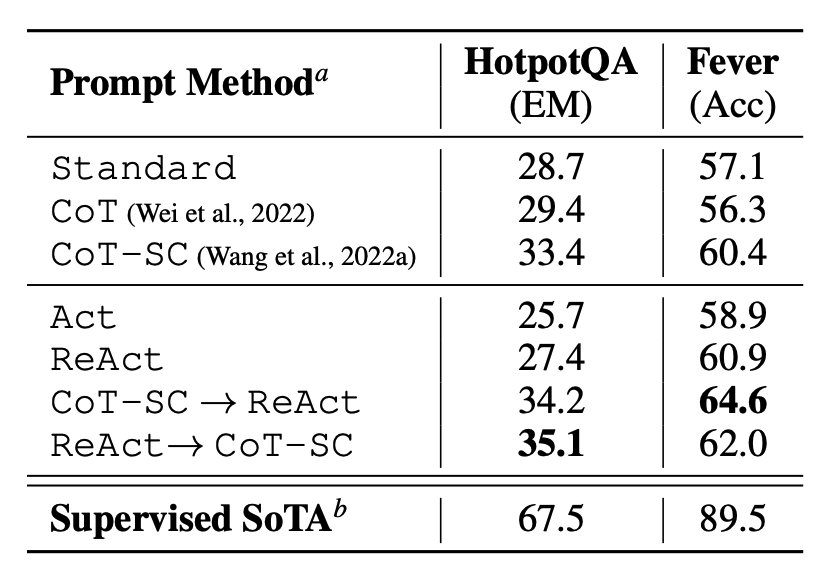 Prompt Method^a HotpotQA Fever
(EM) (Acc)
Standard 28.7 57.1
CoT (Wei et al., 2022) 29.4 56.3
CoT-SC (Wang et al., 2022a) 33.4 60.4
Act 25.7 58.9
ReAct 27.4 60.9
CoT-SC → ReAct 34.2 64.6
ReAct→ CoT-SC 35.1 62.0
Supervised SoTA^b 67.5 89.5